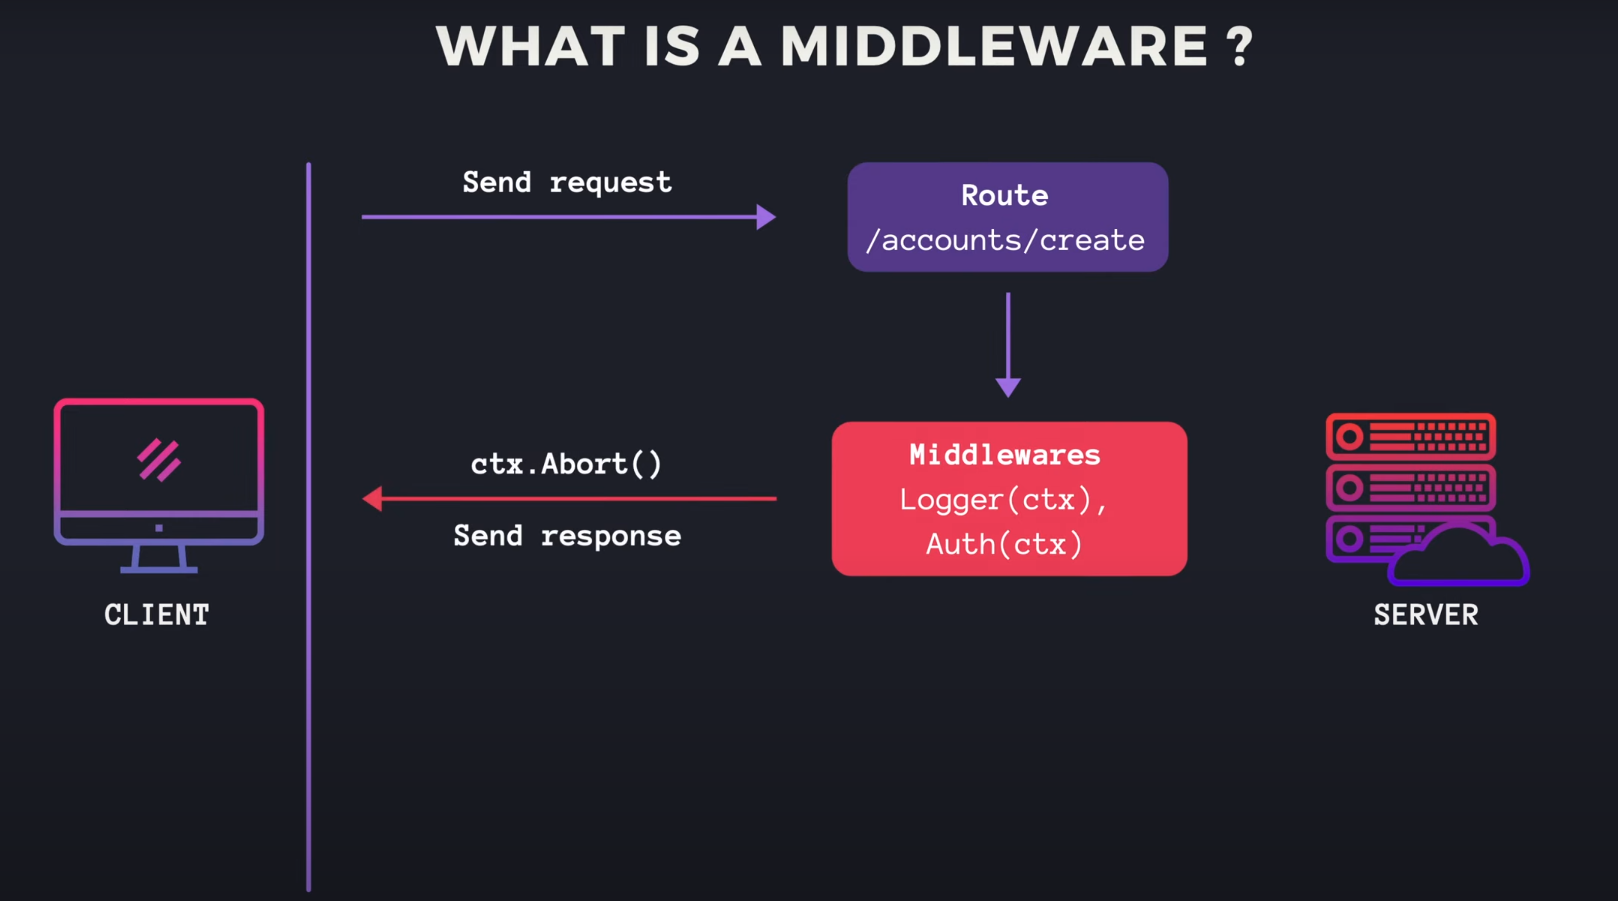 WHAT IS A MIDDLEWARE ?
Send request
Route
/accounts/create
ctx.Abort()
Send response
Middlewares
Logger(ctx),
Auth(ctx)
CLIENT
SERVER